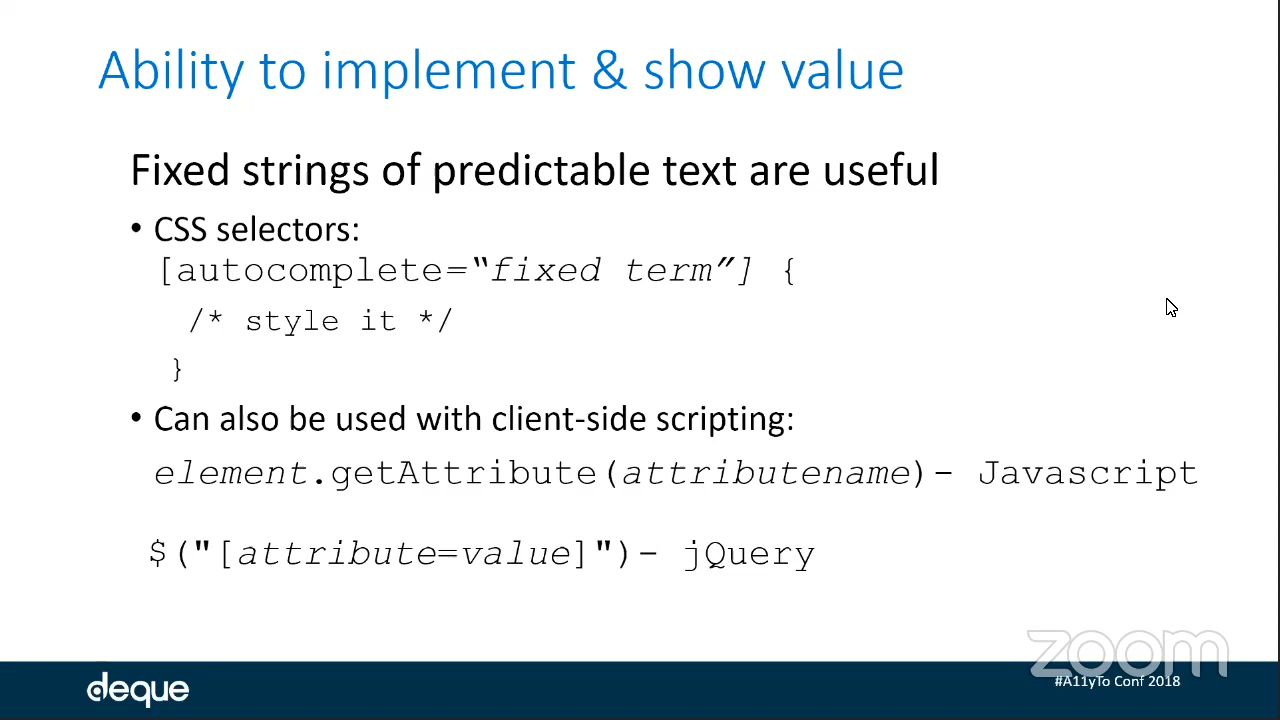 Ability to implement & show value
Fixed strings of predictable text are useful
• CSS selectors:
[autocomplete=“fixed term”] {
/* style it */
}
• Can also be used with client-side scripting:
element.getAttribute(attributename)- Javascript
$("[attribute=value]")- jQuery
zoom
deque
#A11yTo Conf 2018